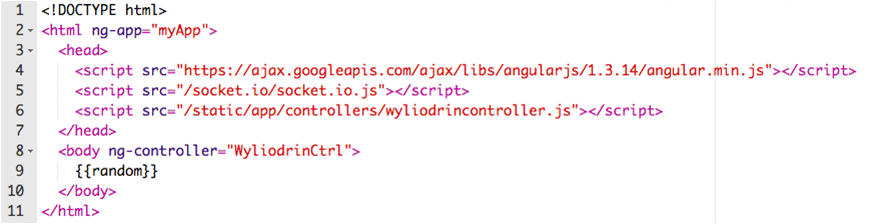 1 <!DOCTYPE html>
2 <html ng-app="myApp">
3 <head>
4 <script src="https://ajax.googleapis.com/ajax/libs/angularjs/1.3.14/angular.min.js"></script>
5 <script src="/socket.io/socket.io.js"></script>
6 <script src="/static/app/controllers/wyliodrincontroller.js"></script>
7 </head>
8 <body ng-controller="WyliodrinCtrl">
9 {{random}}
10 </body>
11 </html>